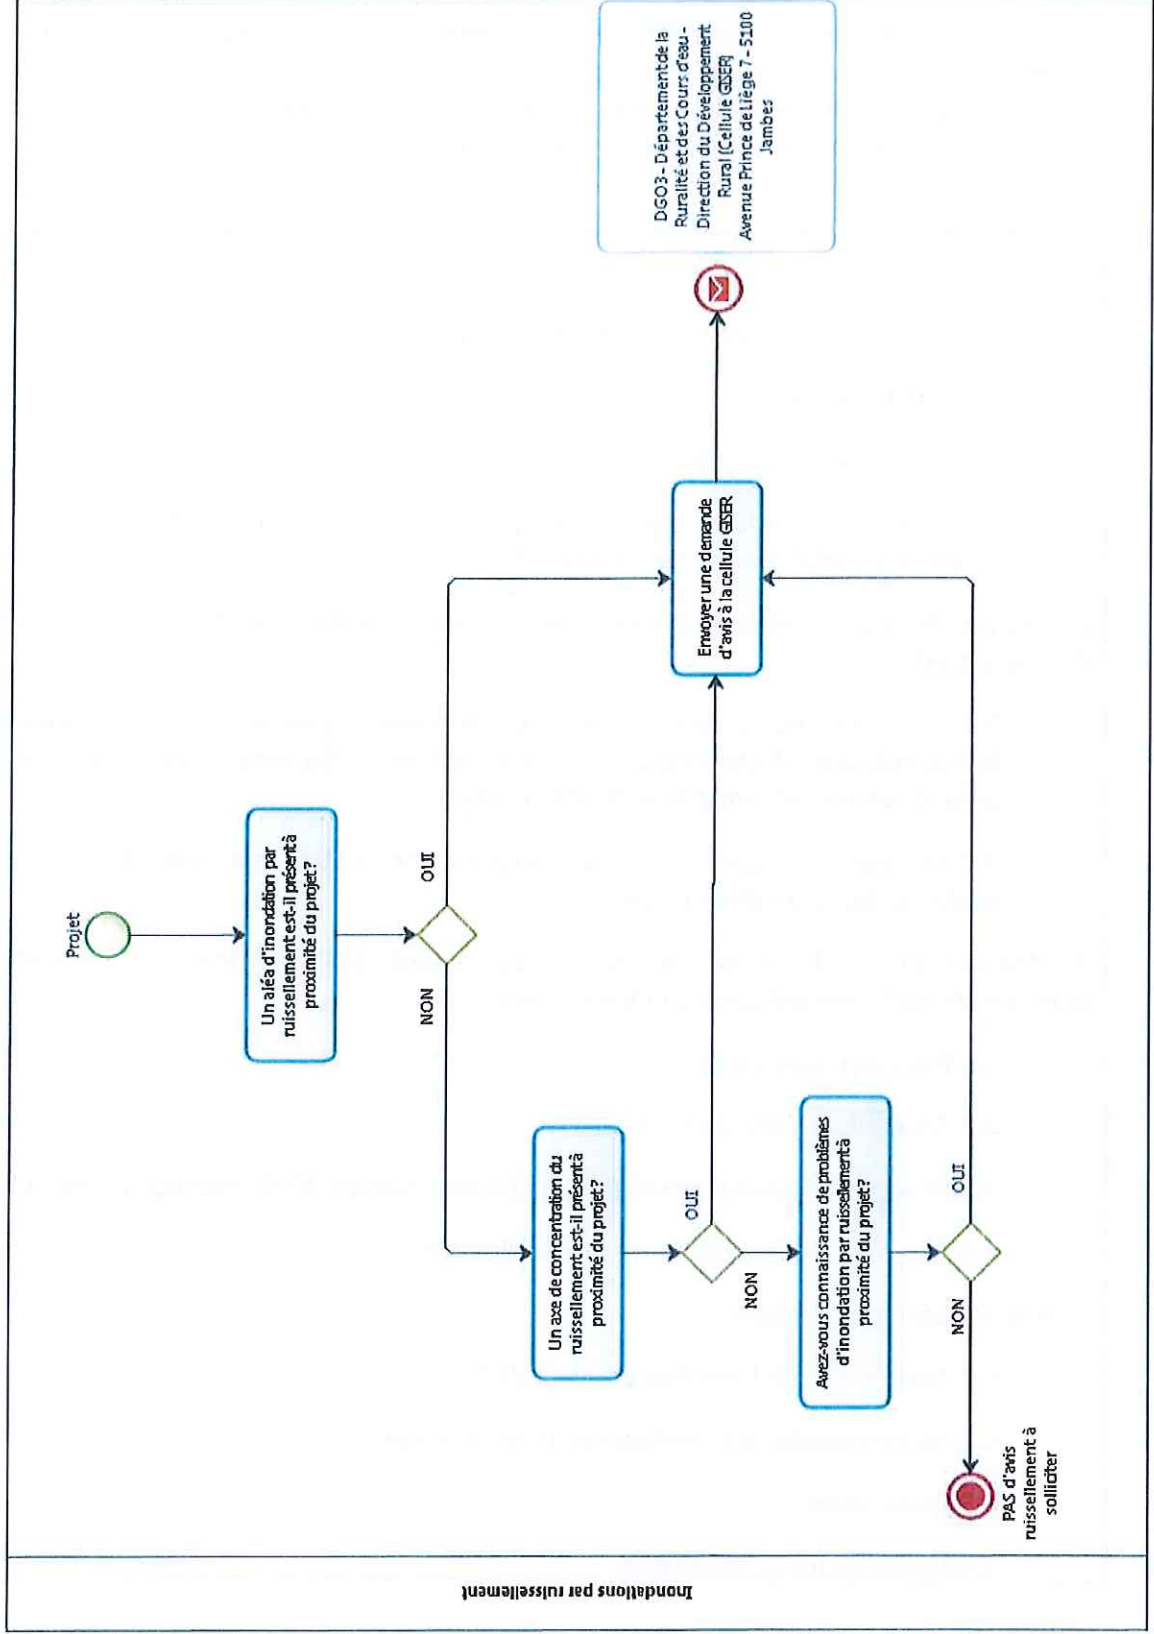 Inondations par ruissellement
Projet
Un aléa d'inondation par
ruissellement est-il présent à
proximité du projet?
NON
OUI
Un axe de concentration du
ruissellement est-il présent à
proximité du projet?
OUI
NON
Avez-vous connaissance de problèmes
d'inondation par ruissellement à
proximité du projet?
NON
OUI
PAS d'avis
ruissellement à
solliciter
Envoyer une demande
d'avis à la cellule GISER
DGO3 - Département de la
Ruralité et des Cours d'eau -
Direction du Développement
Rural (Cellule GISER)
Avenue Prince de Liège 7 - 5100
Jambes